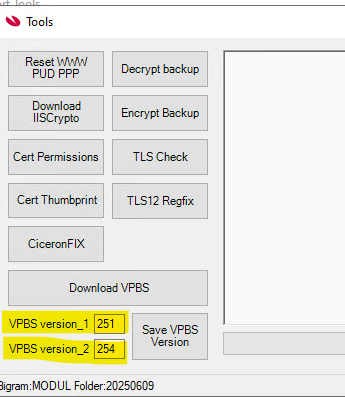 Tools
Reset WWW
PUD PPP
Decrypt backup
Download
IISCrypto
Encrypt Backup
Cert Permissions
TLS Check
Cert Thumbprint
TLS12 Regfix
CiceronFIX
Download VPBS
VPBS version_1 251
VPBS version_2 254
Save VPBS
Version
Bigram:MODUL Folder:20250609